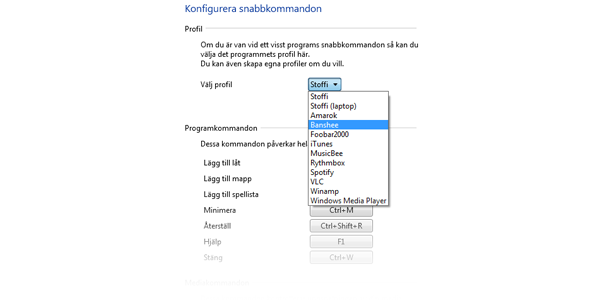 Konfigurera snabbkommandon
Profil
Om du är van vid ett visst programs snabbkommandon så kan du
välja det programmets profil här.
Du kan även skapa egna profiler om du vill.
Välj profil
Stoffi
Stoffi
Stoffi (laptop)
Amarok
Banshee
Foobar2000
iTunes
MusicBee
Rythmbox
Spotify
VLC
Winamp
Windows Media Player
Programkommandon
Dessa kommandon påverkar hel
Lägg till låt
Lägg till mapp
Lägg till spellista
Minimera Ctrl+M
Återställ Ctrl+Shift+R
Hjälp F1
Stäng Ctrl+W